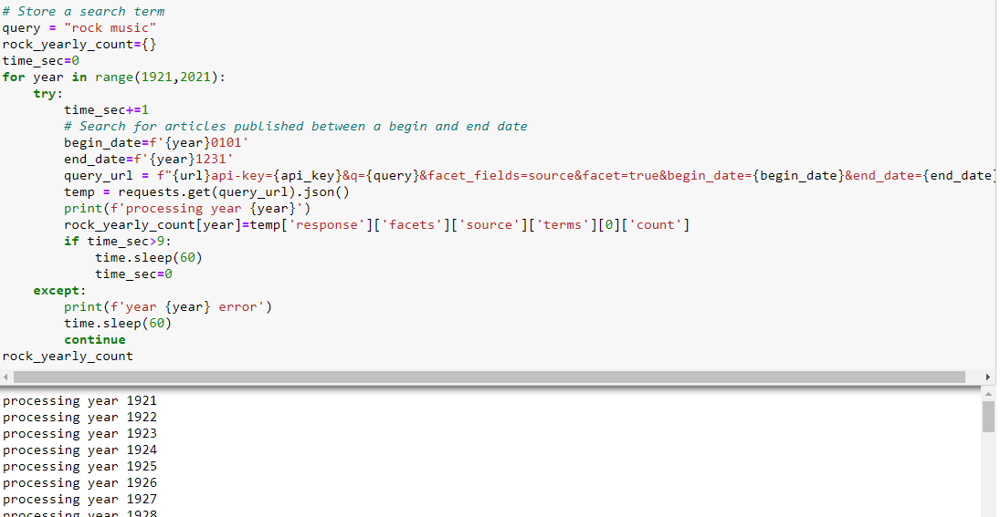 # Store a search term
query = "rock music"
rock_yearly_count={}
time_sec=0
for year in range(1921,2021):
    try:
        time_sec+=1
        # Search for articles published between a begin and end date
        begin_date=f'{year}0101'
        end_date=f'{year}1231'
        query_url = f"{url}api-key={api_key}&q={query}&facet_fields=source&facet=true&begin_date={begin_date}&end_date={end_date}
        temp = requests.get(query_url).json()
        print(f'processing year {year}')
        rock_yearly_count[year]=temp['response']['facets']['source']['terms'][0]['count']
        if time_sec>9:
            time.sleep(60)
            time_sec=0
    except:
        print(f'year {year} error')
        time.sleep(60)
        continue
rock_yearly_count
processing year 1921
processing year 1922
processing year 1923
processing year 1924
processing year 1925
processing year 1926
processing year 1927
processing year 1928